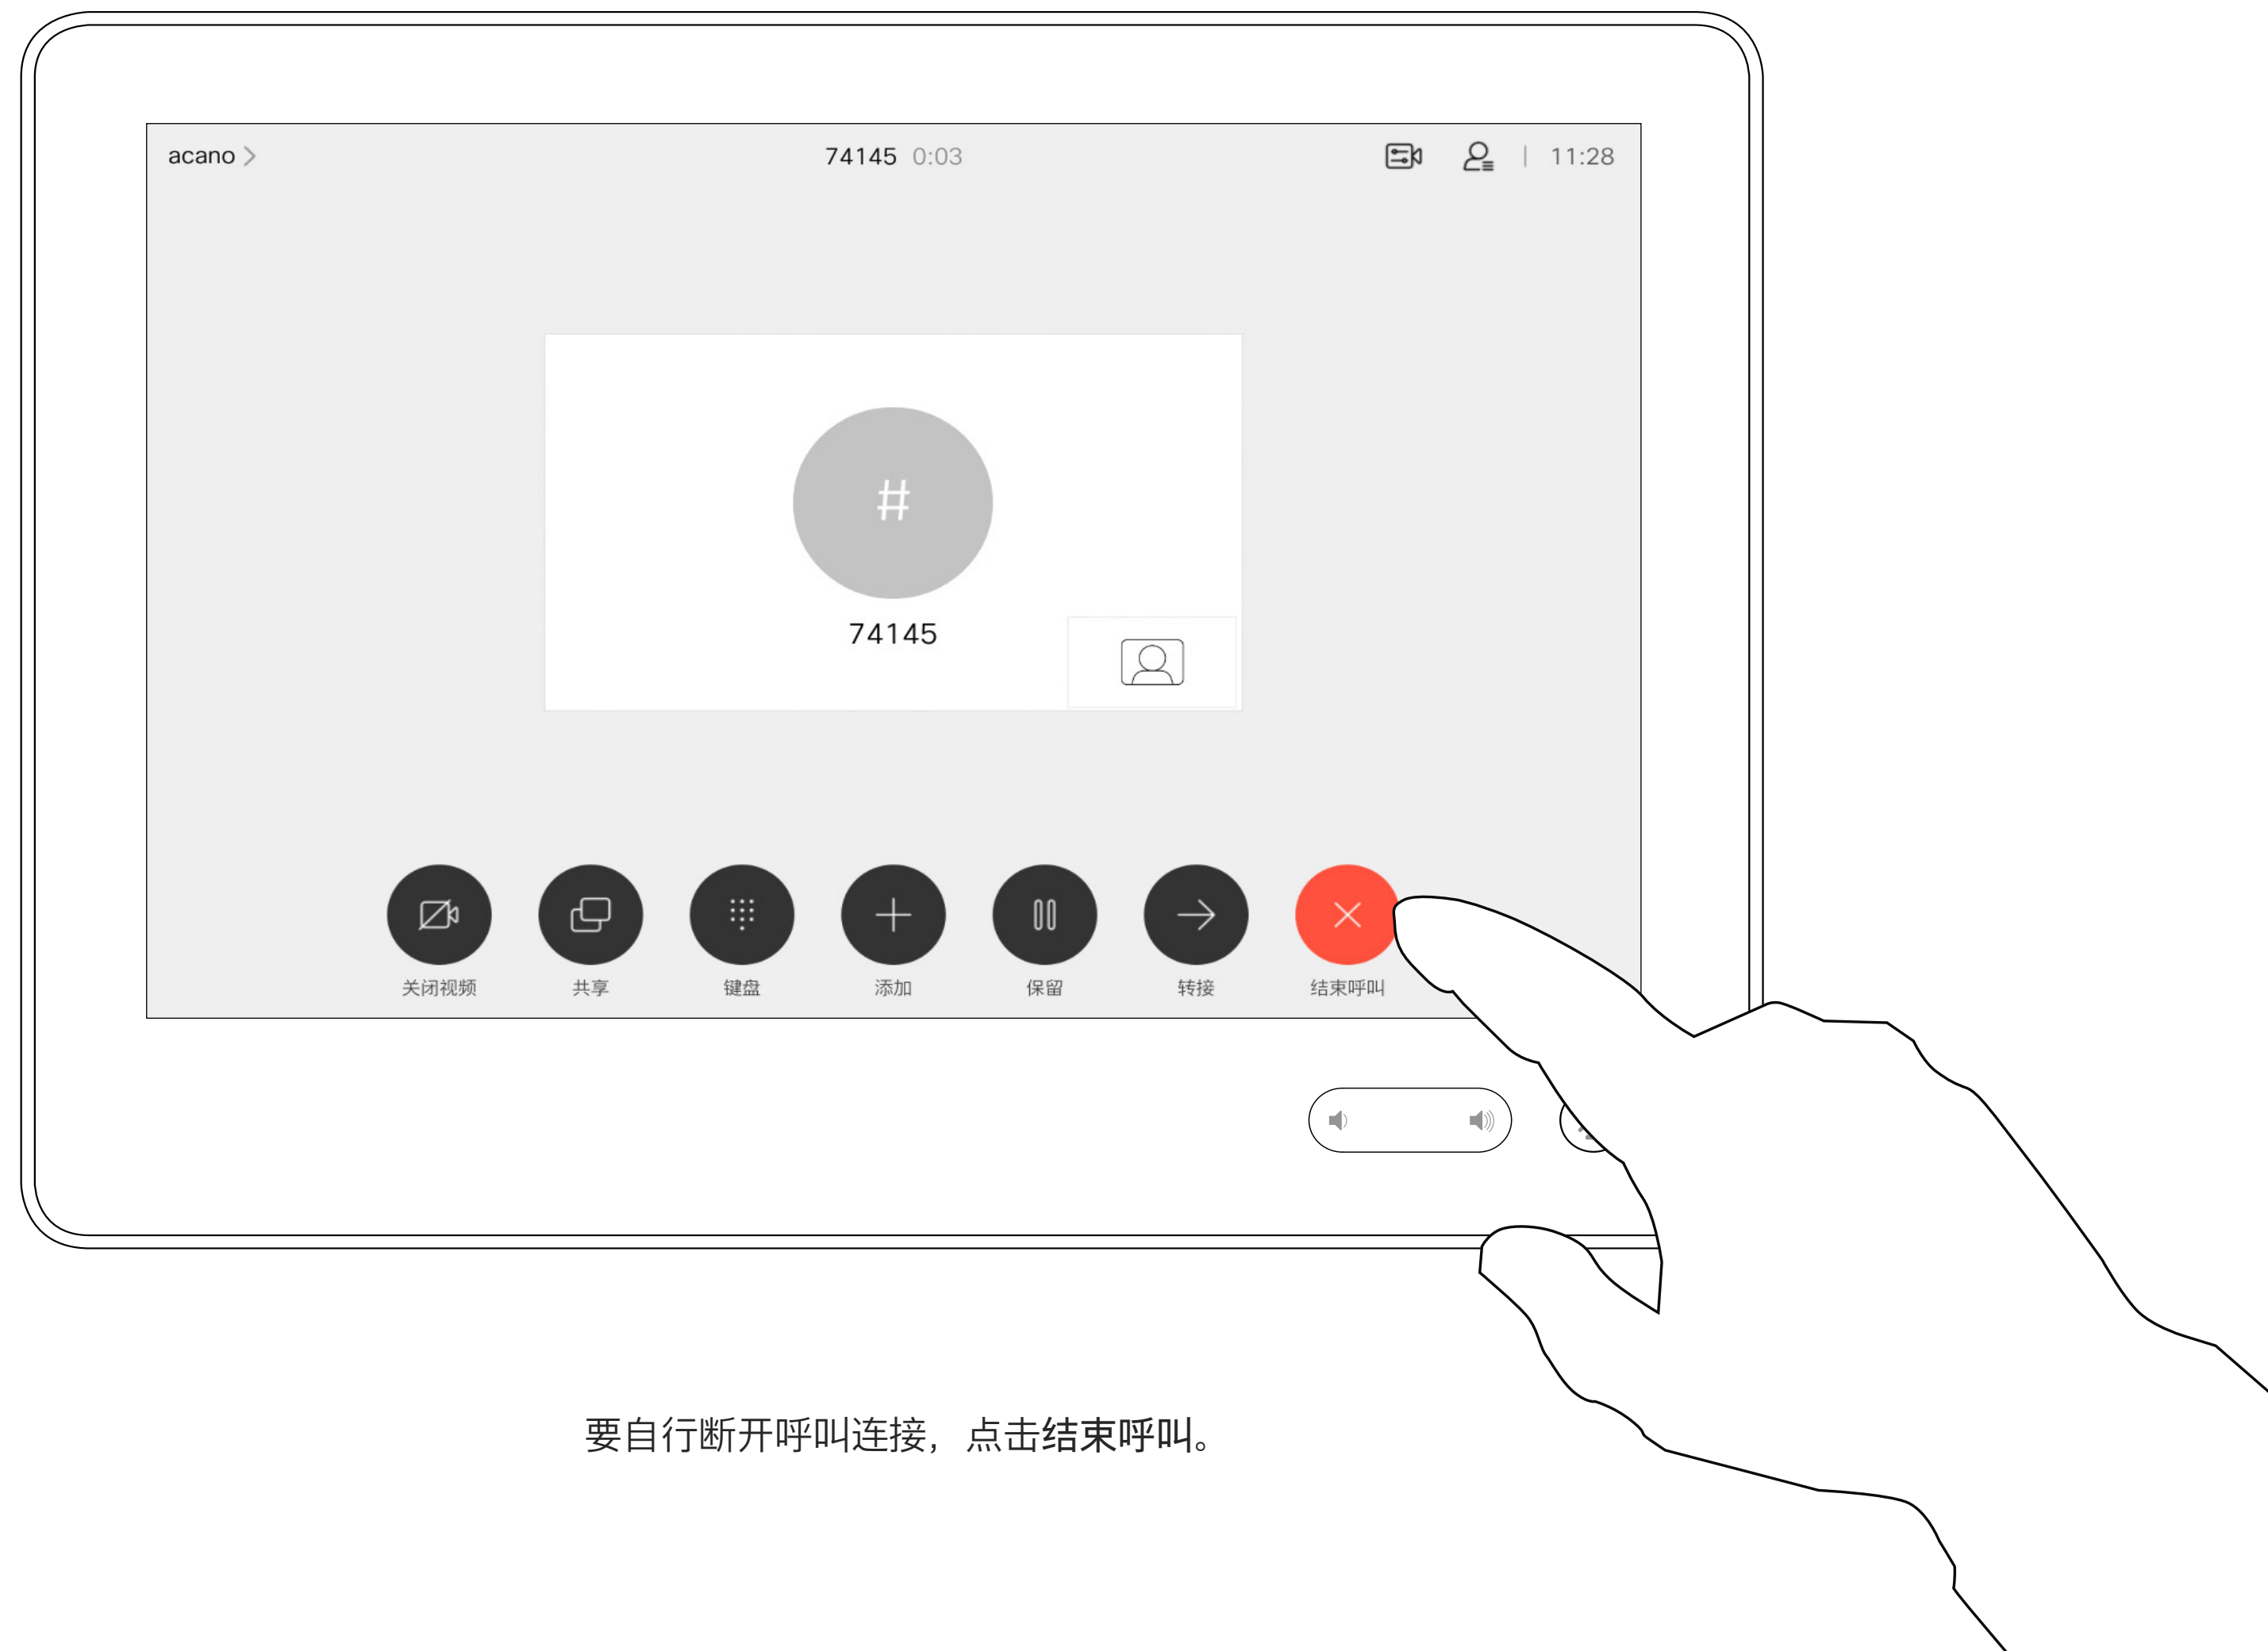 acano
74145 0:03
11:28
#
74145
关闭视频
共享
键盘
添加
保留
转接
结束呼叫
要自行断开呼叫连接，点击结束呼叫。